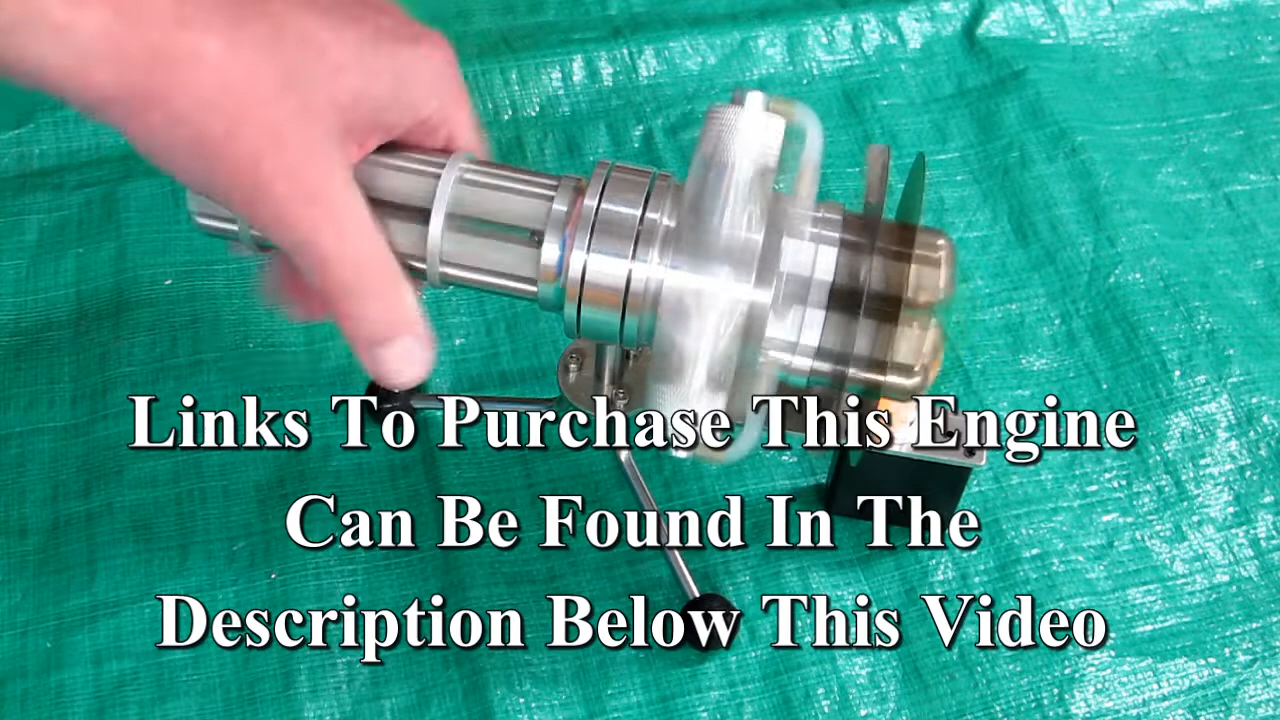 Links To Purchase This Engine
Can Be Found In The
Description Below This Video